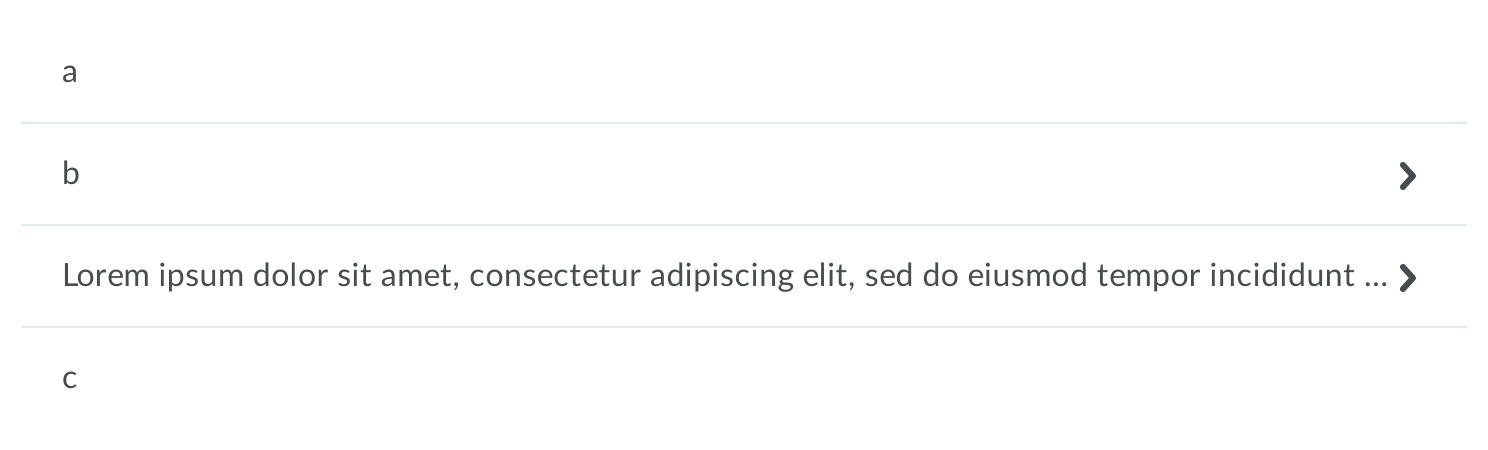 a
b
Lorem ipsum dolor sit amet, consectetur adipiscing elit, sed do eiusmod tempor incididunt ...
c